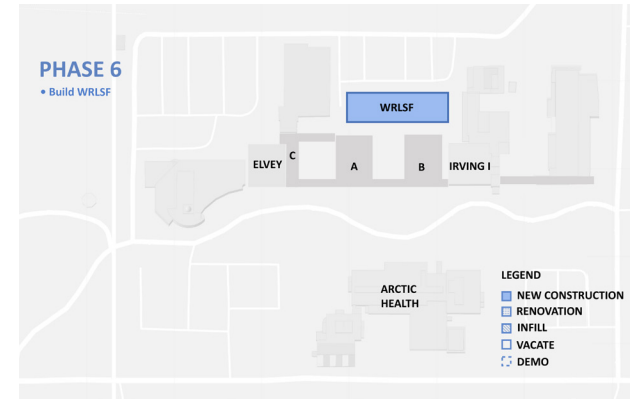 PHASE 6
• Build WRLSF
WRLSF
ELVEY
C
A
B
IRVING I
ARCTIC
HEALTH
LEGEND
NEW CONSTRUCTION
RENOVATION
INFILL
VACATE
DEMO